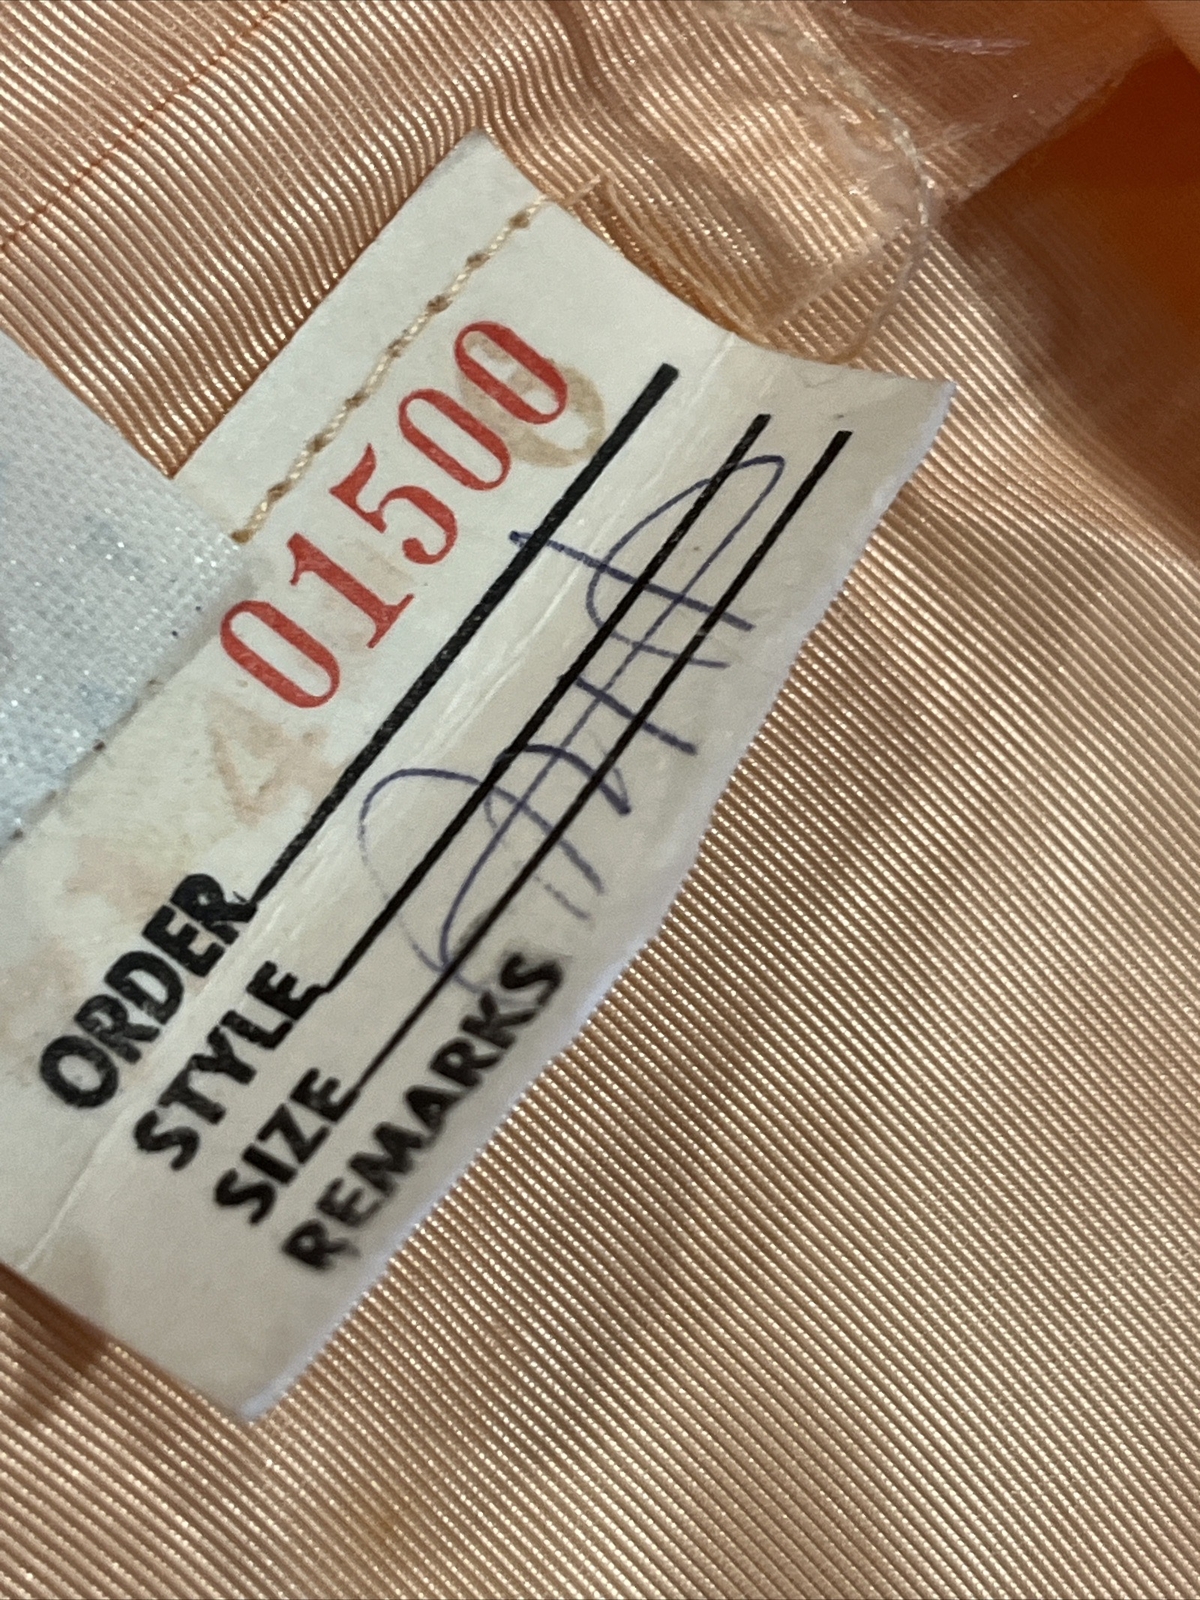 01500
ORDER
STYLE
SIZE
REMARKS